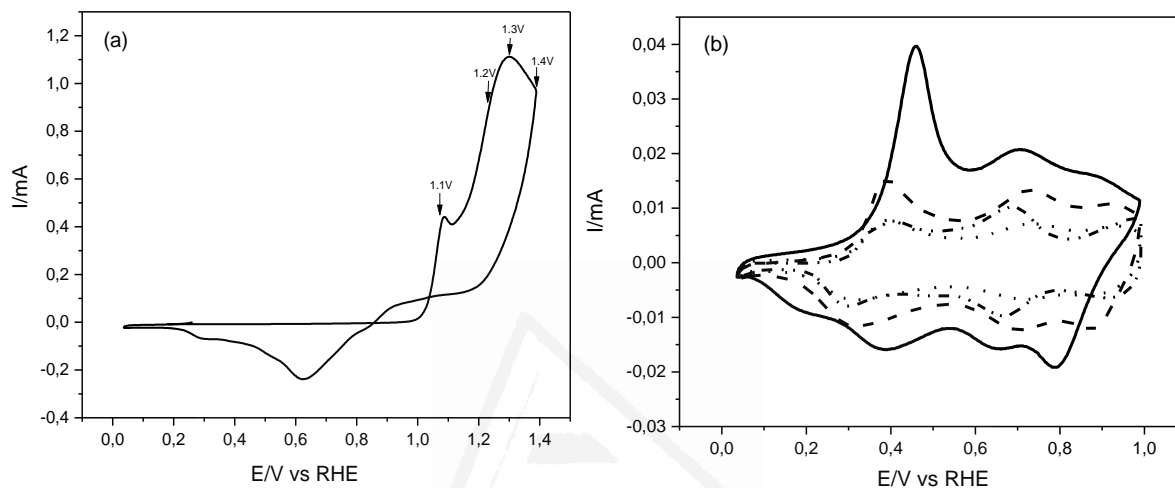 (a)
1.3V
1.2V
1.4V
1.1V
I/mA
1,2
1,0
0,8
0,6
0,4
0,2
0,0
-0,2
-0,4
0,0 0,2 0,4 0,6 0,8 1,0 1,2 1,4
E/V vs RHE
(b)
I/mA
0,04
0,03
0,02
0,01
0,00
-0,01
-0,02
-0,03
0,0 0,2 0,4 0,6 0,8 1,0
E/V vs RHE